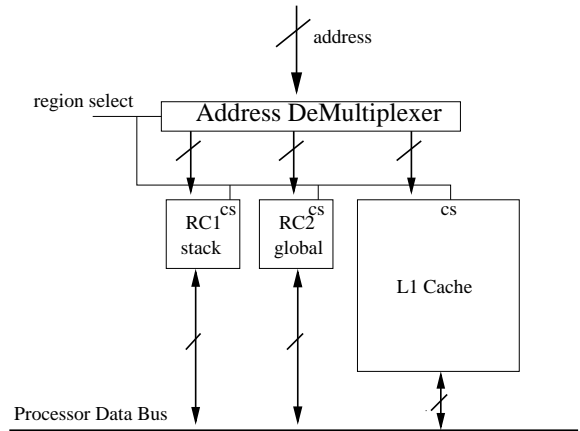 address
region select
Address DeMultiplexer
cs
cs
cs
RC1
stack
RC2
global
L1 Cache
Processor Data Bus